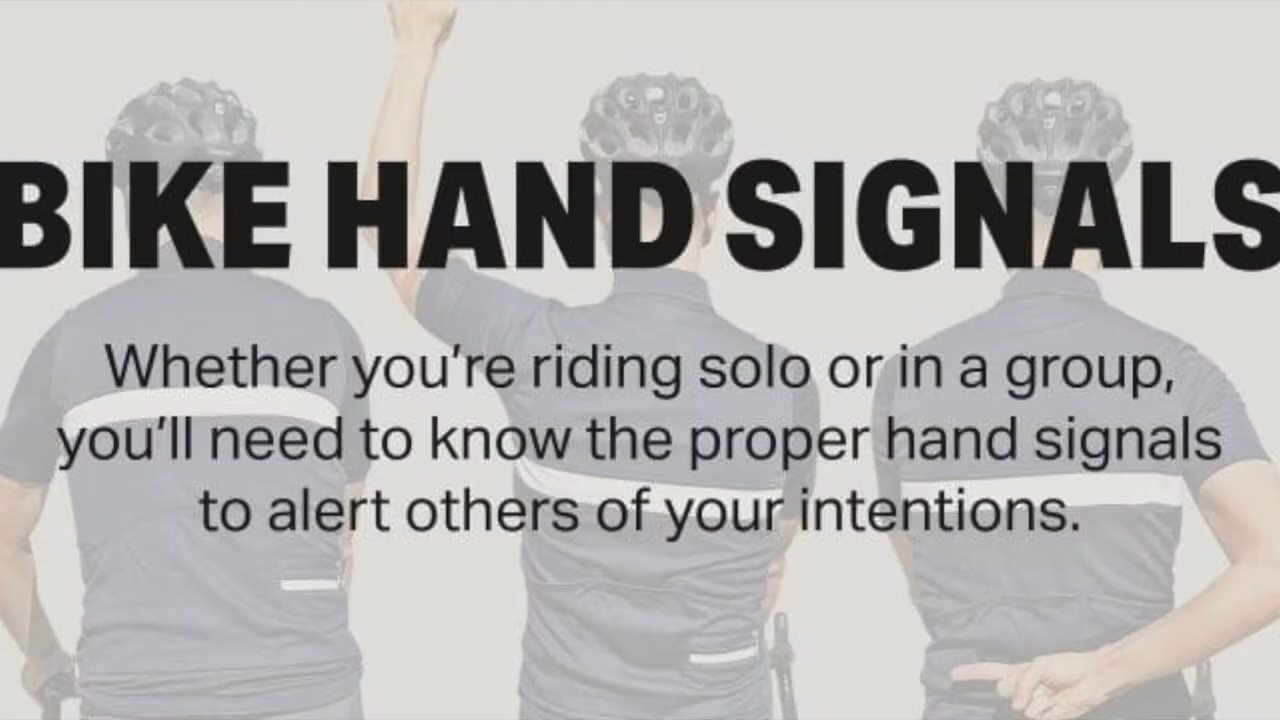 BIKE HAND SIGNALS
Whether you're riding solo or in a group,
you'll need to know the proper hand signals
to alert others of your intentions.